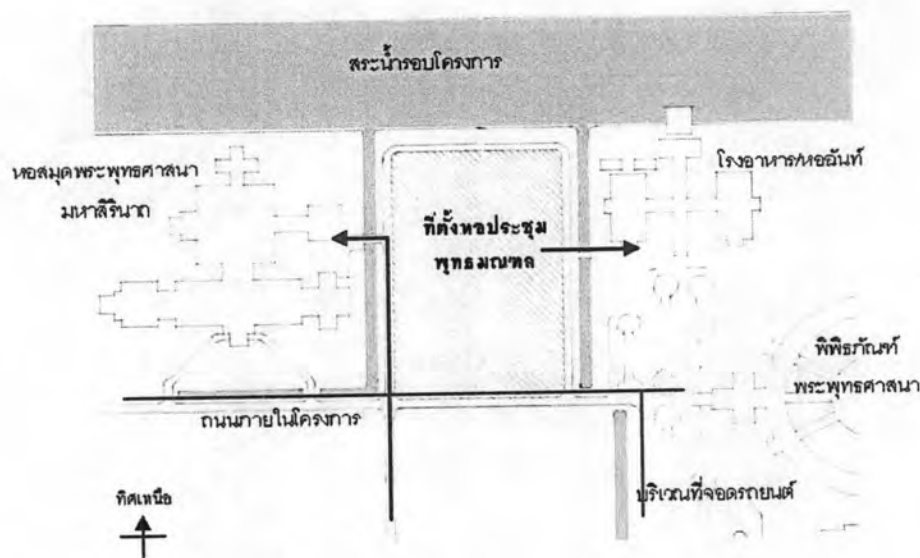 สระน้ำรอบโครงการ
หอสมุดพระพุทธศาสนา
มหาสิรินาถ
โรงอาหาร/หอฉันท์
ที่ตั้งหอประชุม
พุทธมณฑล
พิพิธภัณฑ์
พระพุทธศาสนา
ถนนภายในโครงการ
บริเวณที่จอดรถยนต์
ทิศเหนือ